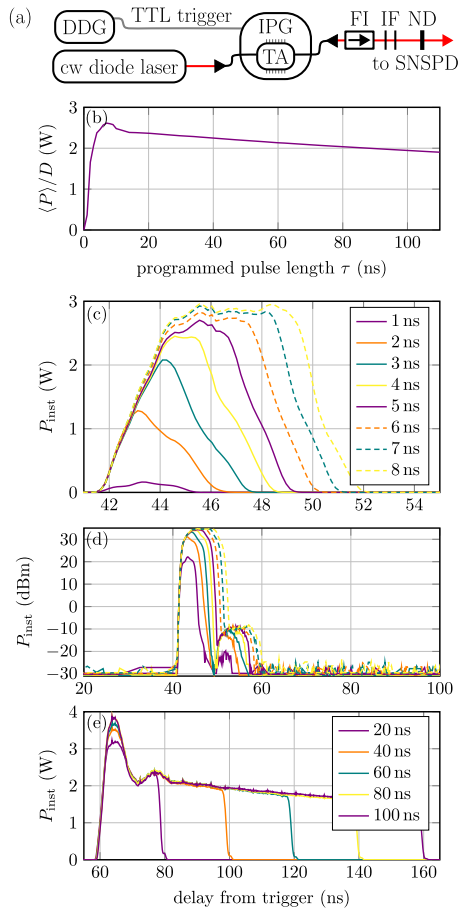 (a)
DDG
TTL trigger
IPG
TA
cw diode laser
FI IF ND
to SNSPD
(b)
⟨P⟩/D (W)
3
2
1
0
0 20 40 60 80 100
programmed pulse length τ (ns)
(c)
P_inst (W)
3
2
1
0
42 44 46 48 50 52 54
1 ns
2 ns
3 ns
4 ns
5 ns
6 ns
7 ns
8 ns
(d)
P_inst (dBm)
30
20
10
0
−10
−20
−30
20 40 60 80 100
(e)
P_inst (W)
4
3
2
1
0
60 80 100 120 140 160
20 ns
40 ns
60 ns
80 ns
100 ns
delay from trigger (ns)